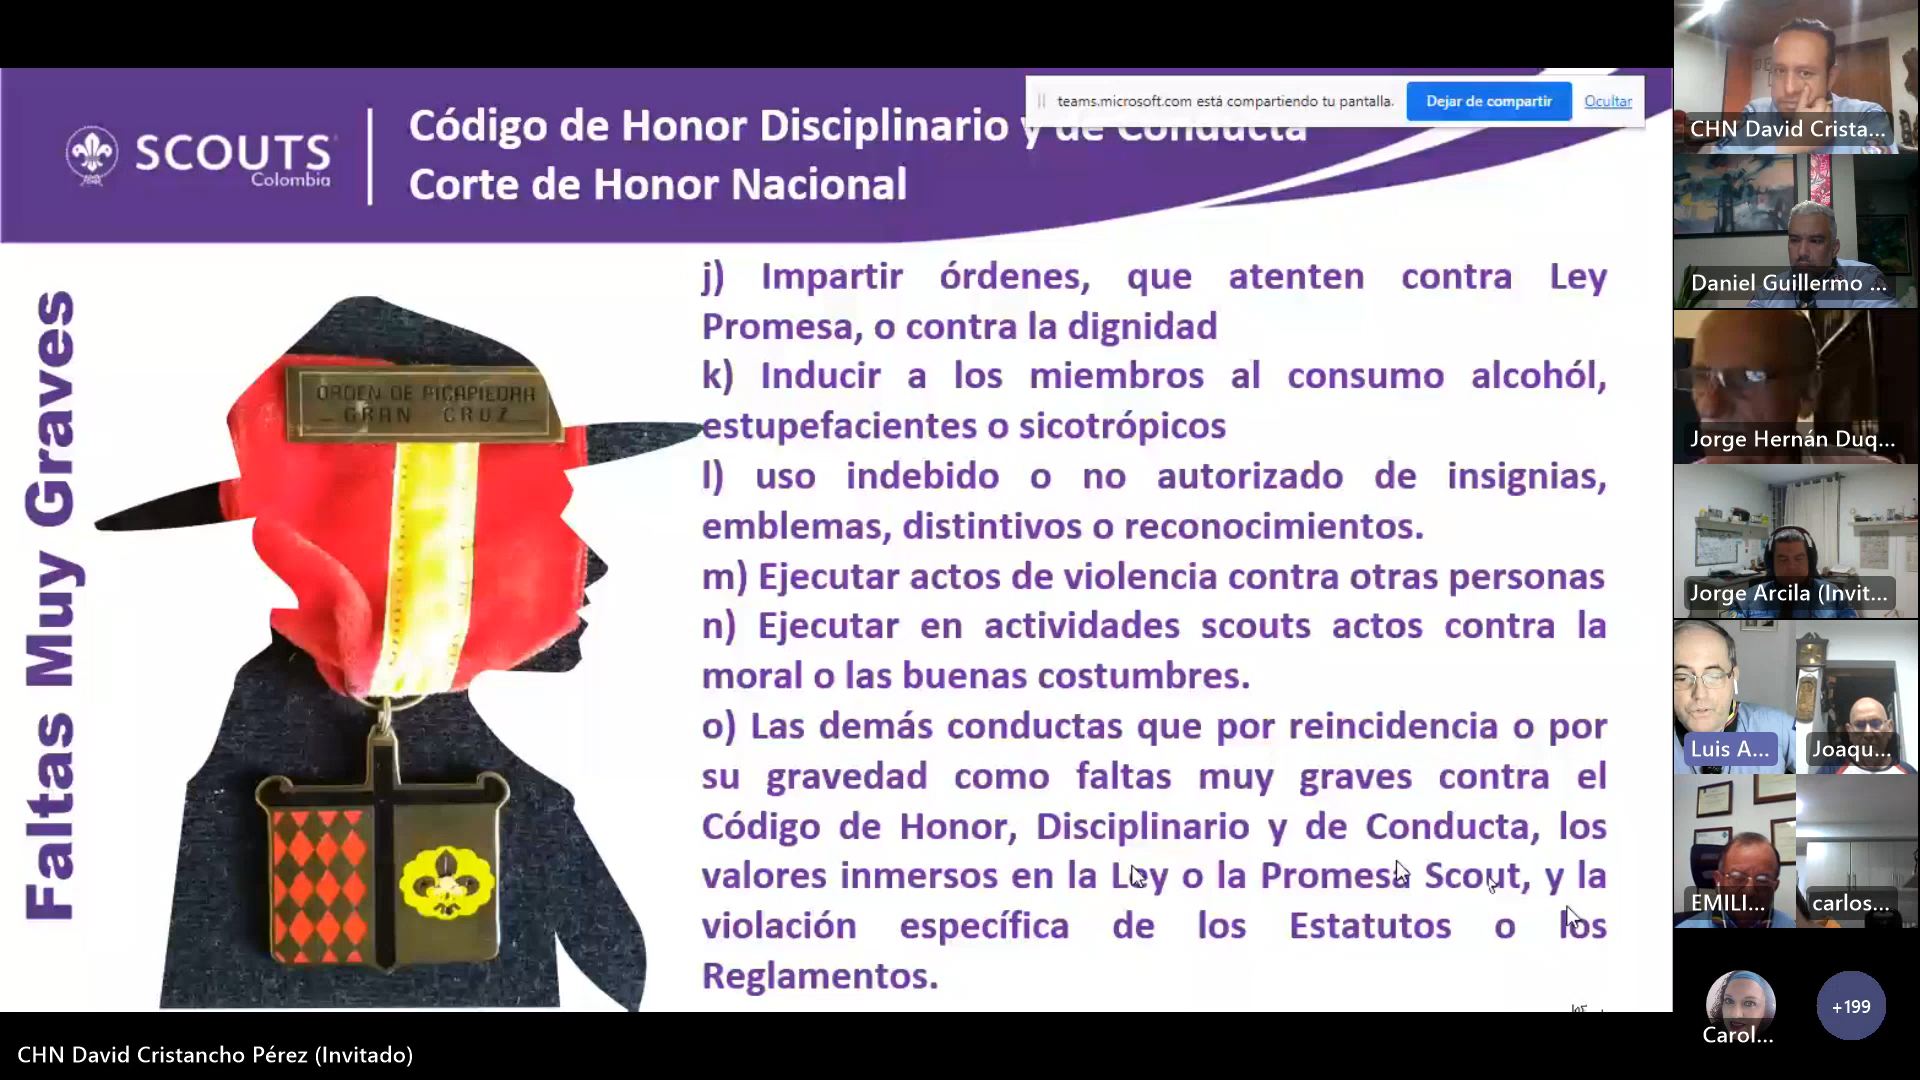 teams.microsoft.com está compartiendo tu pantalla. Dejar de compartir Ocultar
SCOUTS
Colombia
Código de Honor Disciplinario y de Conducta
Corte de Honor Nacional
Faltas Muy Graves
ORDEN DE PICAPIEDRA
GRAN CRUZ
j) Impartir órdenes, que atenten contra Ley
Promesa, o contra la dignidad
k) Inducir a los miembros al consumo alcohól,
estupefacientes o sicotrópicos
l) uso indebido o no autorizado de insignias,
emblemas, distintivos o reconocimientos.
m) Ejecutar actos de violencia contra otras personas
n) Ejecutar en actividades scouts actos contra la
moral o las buenas costumbres.
o) Las demás conductas que por reincidencia o por
su gravedad como faltas muy graves contra el
Código de Honor, Disciplinario y de Conducta, los
valores inmersos en la Ley o la Promesa Scout, y la
violación específica de los Estatutos o los
Reglamentos.
CHN David Crista...
Daniel Guillermo ...
Jorge Hernán Duq...
Jorge Arcila (Invit...
Luis A...
Joaqu...
EMILI...
carlos...
Carol...
+199
CHN David Cristancho Pérez (Invitado)